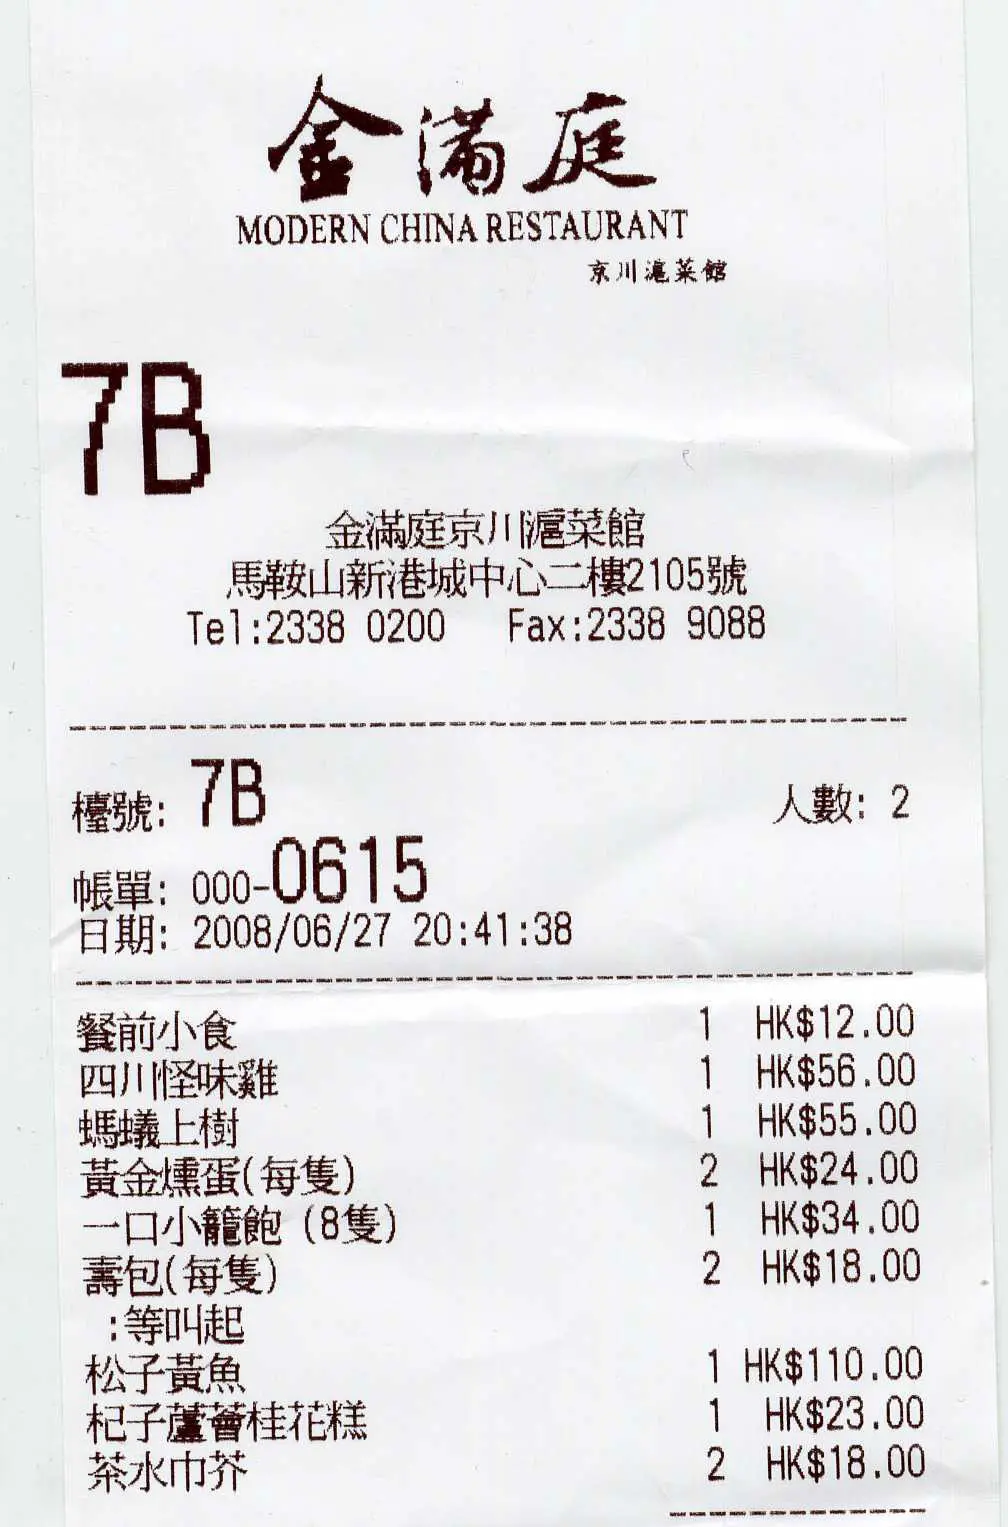 金滿庭
MODERN CHINA RESTAURANT
京川滬菜館
7B
金滿庭京川滬菜館
馬鞍山新港城中心二樓2105號
Tel:2338 0200 Fax:2338 9088
檯號: 7B 人數: 2
帳單: 000-0615
日期: 2008/06/27 20:41:38
餐前小食 1 HK$12.00
四川怪味雞 1 HK$56.00
螞蟻上樹 1 HK$55.00
黃金燻蛋(每隻) 2 HK$24.00
一口小籠飽 (8隻) 1 HK$34.00
壽包(每隻) 2 HK$18.00
:等叫起
松子黃魚 1 HK$110.00
杞子蘆薈桂花糕 1 HK$23.00
茶水巾芥 2 HK$18.00